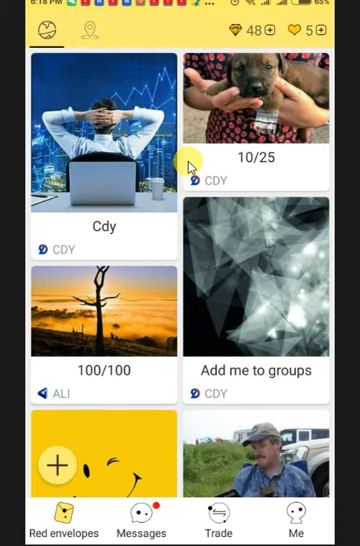 6:18 PM
65%
48
5
10/25
CDY
Cdy
CDY
100/100
ALI
Add me to groups
CDY
Red envelopes
Messages
Trade
Me